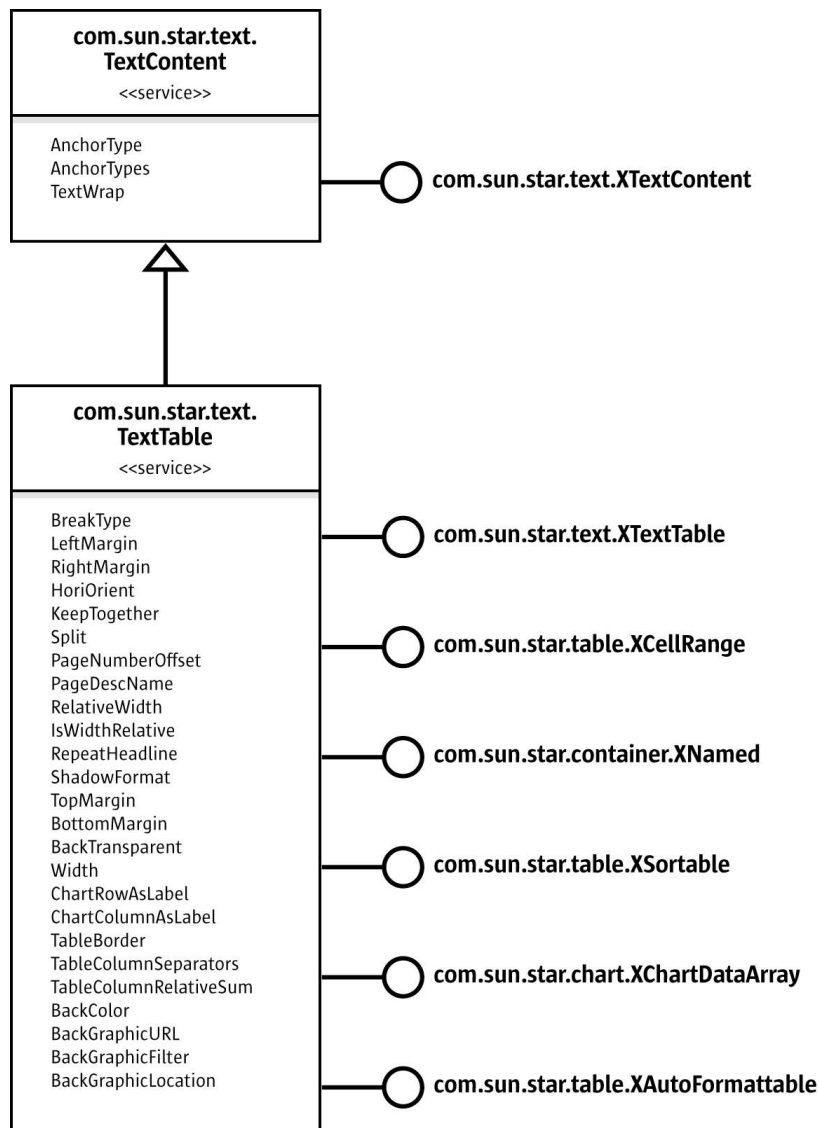 com.sun.star.text.
TextContent
<<service>>
AnchorType
AnchorTypes
TextWrap
com.sun.star.text.XTextContent
com.sun.star.text.
TextTable
<<service>>
BreakType
LeftMargin
RightMargin
HoriOrient
KeepTogether
Split
PageNumberOffset
PageDescName
RelativeWidth
IsWidthRelative
RepeatHeadline
ShadowFormat
TopMargin
BottomMargin
BackTransparent
Width
ChartRowAsLabel
ChartColumnAsLabel
TableBorder
TableColumnSeparators
TableColumnRelativeSum
BackColor
BackGraphicURL
BackGraphicFilter
BackGraphicLocation
com.sun.star.text.XTextTable
com.sun.star.table.XCellRange
com.sun.star.container.XNamed
com.sun.star.table.XSortable
com.sun.star.chart.XChartDataArray
com.sun.star.table.XAutoFormattable